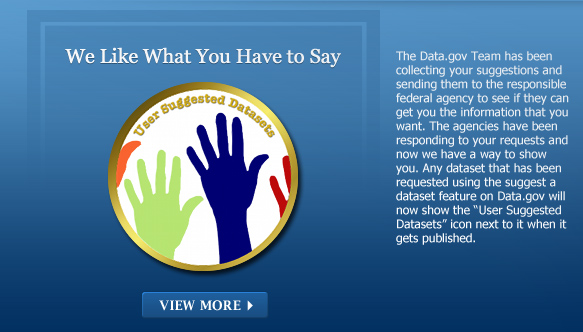 We Like What You Have to Say
User Suggested Datasets
VIEW MORE
The Data.gov Team has been
collecting your suggestions and
sending them to the responsible
federal agency to see if they can
get you the information that you
want. The agencies have been
responding to your requests and
now we have a way to show
you. Any dataset that has been
requested using the suggest a
dataset feature on Data.gov will
now show the “User Suggested
Datasets” icon next to it when it
gets published.